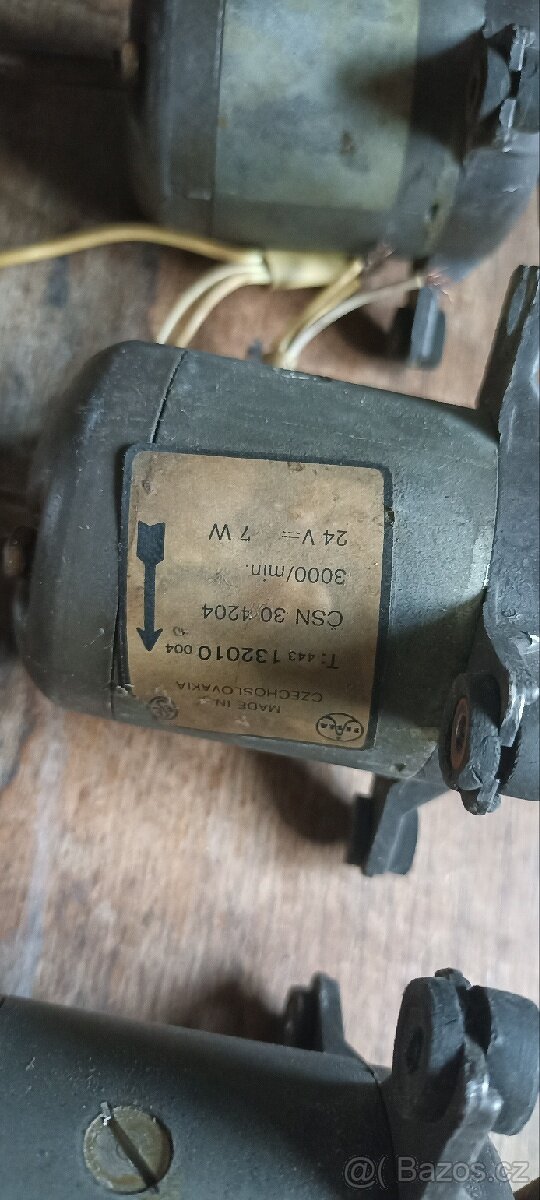 MADE IN
CZECHOSLOVAKIA
T: 443 132010 004
ČSN 30 4204
3000/min.
24 V= 7 W
@( Bazos.cz